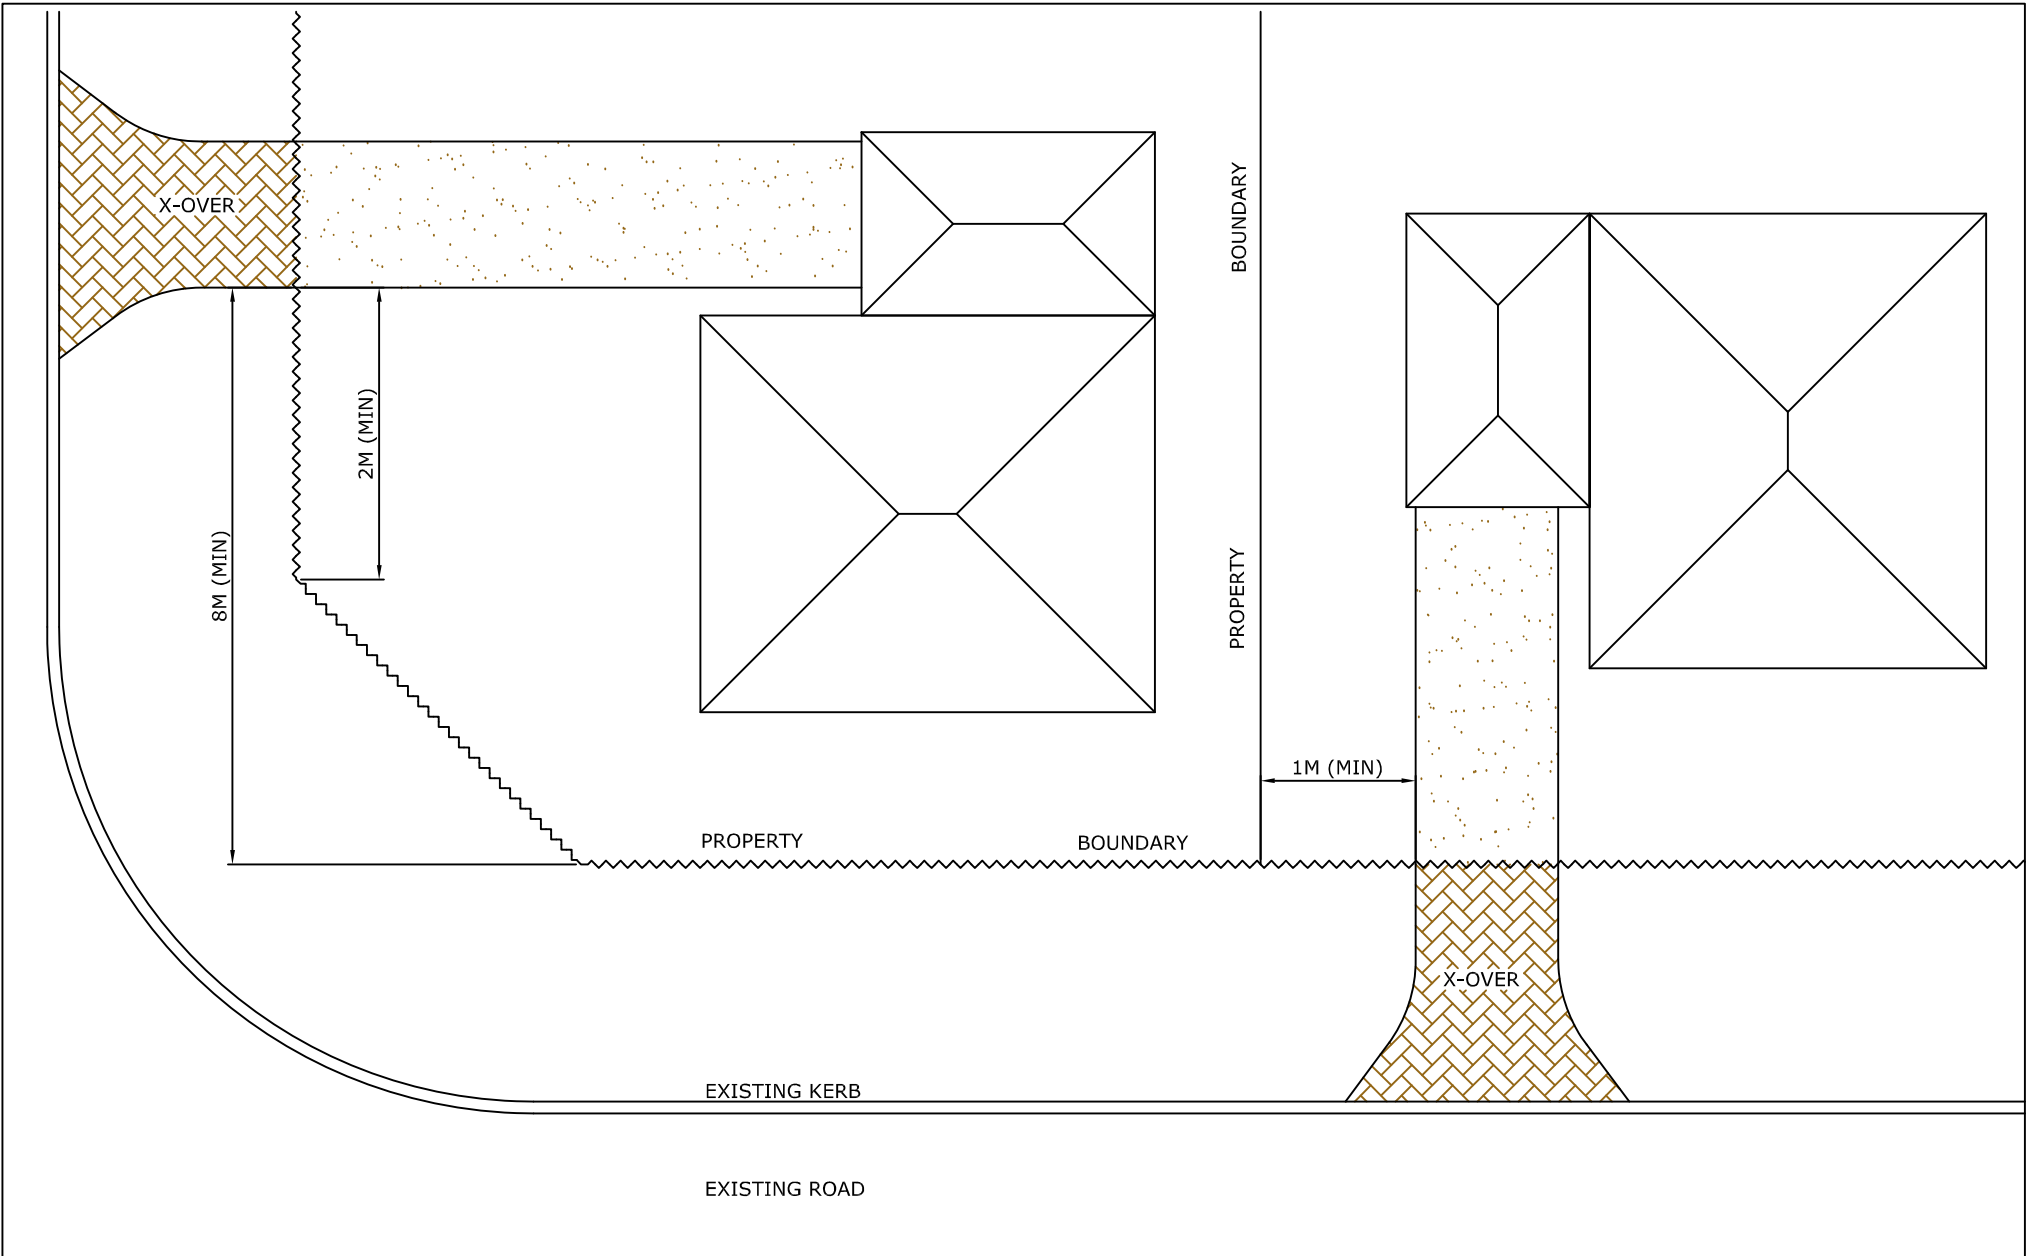 X-OVER
BOUNDARY
2M (MIN)
8M (MIN)
PROPERTY
1M (MIN)
PROPERTY
BOUNDARY
X-OVER
EXISTING KERB
EXISTING ROAD